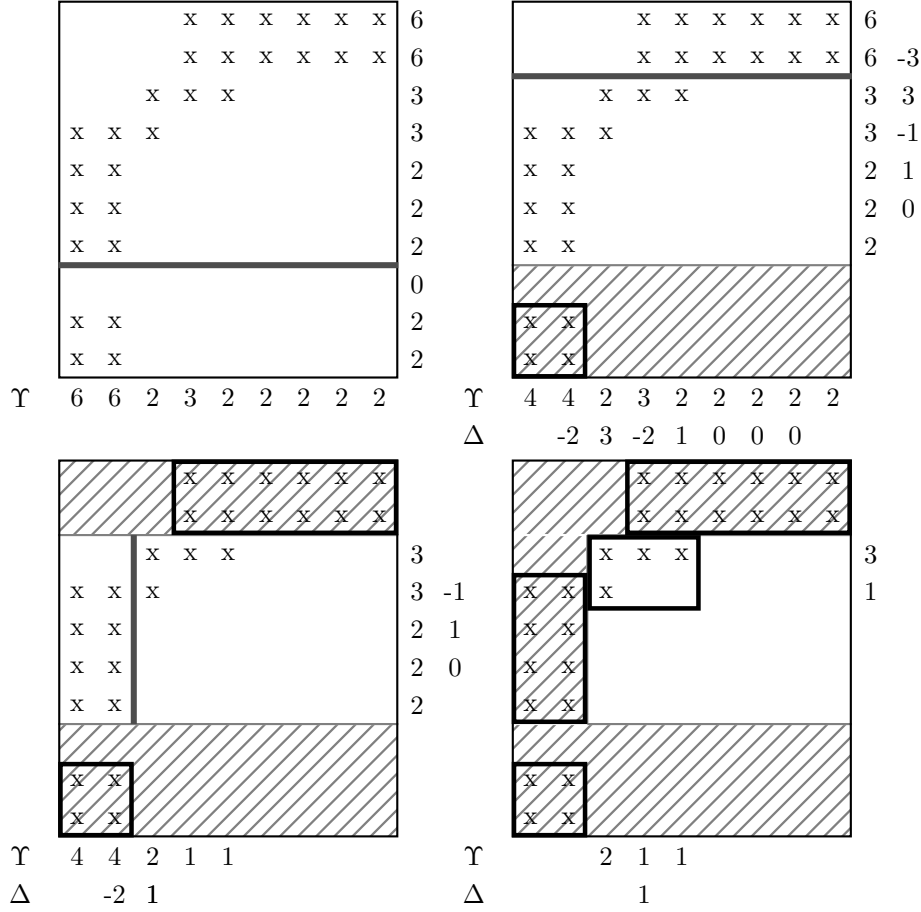 x x x x x x 6
x x x x x x 6
x x x 3
x x x 3
x x 2
x x 2
x x 2
0
x x 2
x x 2
Υ 6 6 2 3 2 2 2 2 2
x x x x x x 6
x x x x x x 6 -3
x x x 3 3
x x x 3 -1
x x 2 1
x x 2 0
x x 2
x x
x x
Υ 4 4 2 3 2 2 2 2 2
Δ -2 3 -2 1 0 0 0
x x x x x x
x x x x x x
x x x 3
x x x 3 -1
x x 2 1
x x 2 0
x x 2
x x
x x
Υ 4 4 2 1 1
Δ -2 1
x x x x x x
x x x x x x
x x x 3
x x x 1
x x
x x
x x
x x
x x
Υ 2 1 1
Δ 1